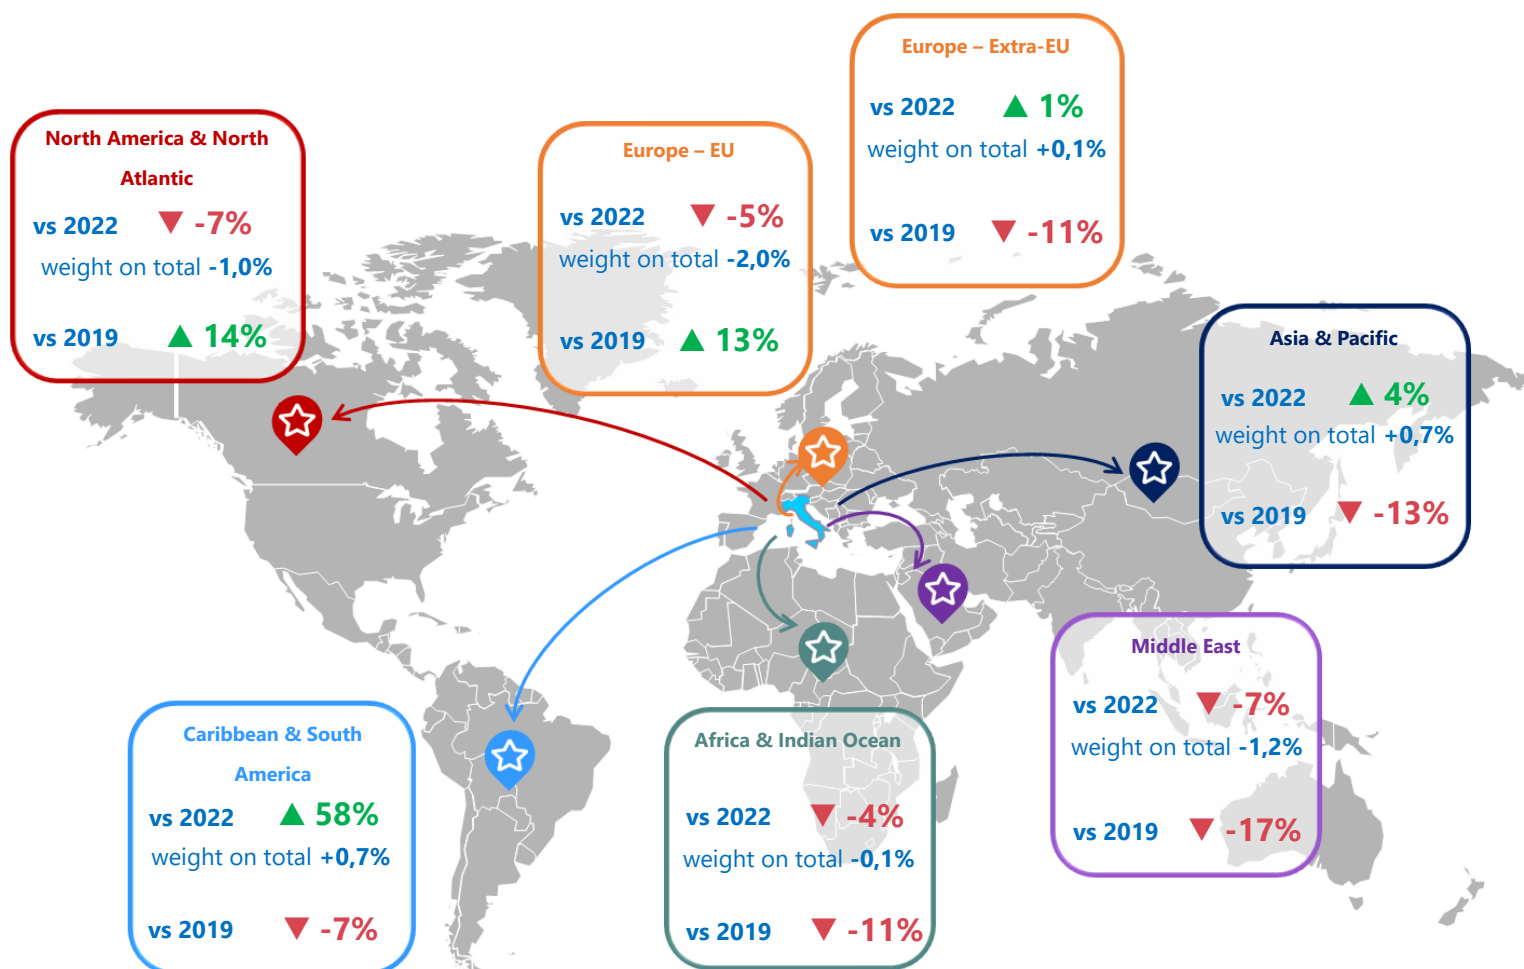 Europe – Extra-EU
vs 2022 ▲ 1%
weight on total +0,1%
vs 2019 ▼ -11%
North America & North
Atlantic
vs 2022 ▼ -7%
weight on total -1,0%
vs 2019 ▲ 14%
Europe – EU
vs 2022 ▼ -5%
weight on total -2,0%
vs 2019 ▲ 13%
Asia & Pacific
vs 2022 ▲ 4%
weight on total +0,7%
vs 2019 ▼ -13%
Middle East
vs 2022 ▼ -7%
weight on total -1,2%
vs 2019 ▼ -17%
Caribbean & South
America
vs 2022 ▲ 58%
weight on total +0,7%
vs 2019 ▼ -7%
Africa & Indian Ocean
vs 2022 ▼ -4%
weight on total -0,1%
vs 2019 ▼ -11%